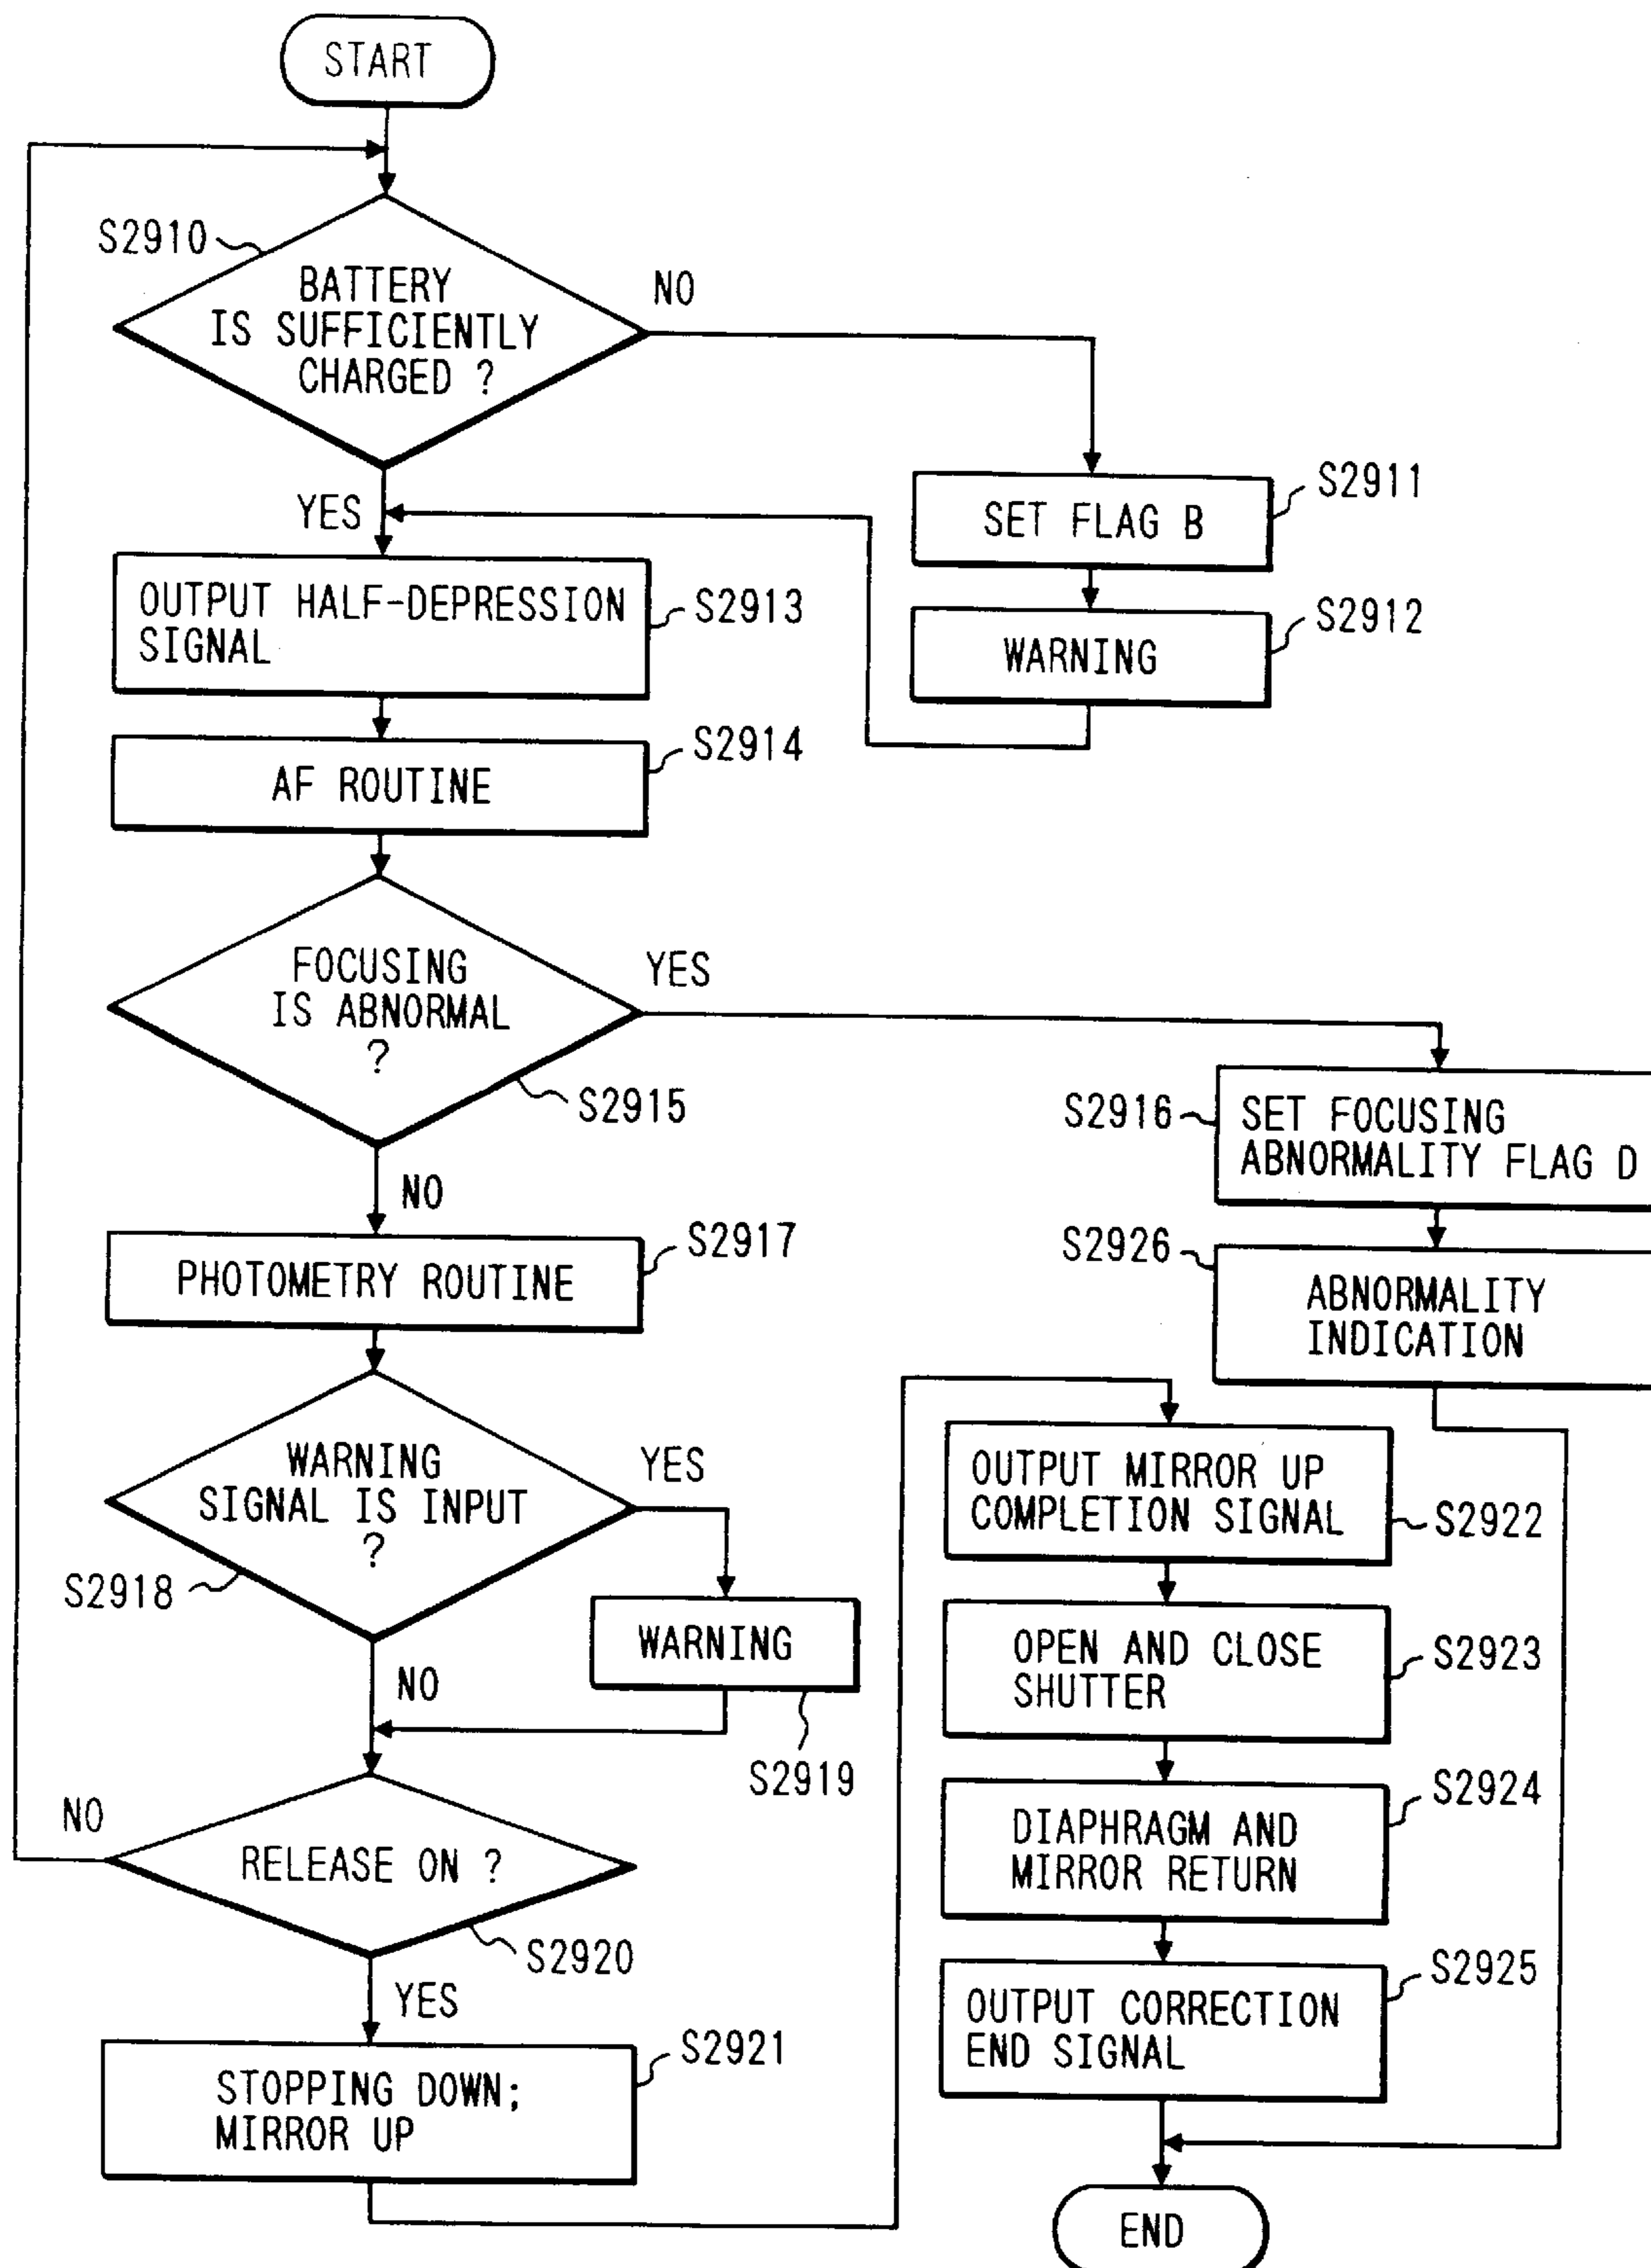 START
S2910
BATTERY
IS SUFFICIENTLY
CHARGED ?
NO
YES
SET FLAG B
S2911
WARNING
S2912
OUTPUT HALF-DEPRESSION
SIGNAL
S2913
AF ROUTINE
S2914
FOCUSING
IS ABNORMAL
?
YES
S2915
NO
S2916
SET FOCUSING
ABNORMALITY FLAG D
S2926
ABNORMALITY
INDICATION
PHOTOMETRY ROUTINE
S2917
WARNING
SIGNAL IS INPUT
?
YES
S2918
NO
WARNING
S2919
NO
RELEASE ON ?
S2920
YES
STOPPING DOWN;
MIRROR UP
S2921
OUTPUT MIRROR UP
COMPLETION SIGNAL
S2922
OPEN AND CLOSE
SHUTTER
S2923
DIAPHRAGM AND
MIRROR RETURN
S2924
OUTPUT CORRECTION
END SIGNAL
S2925
END